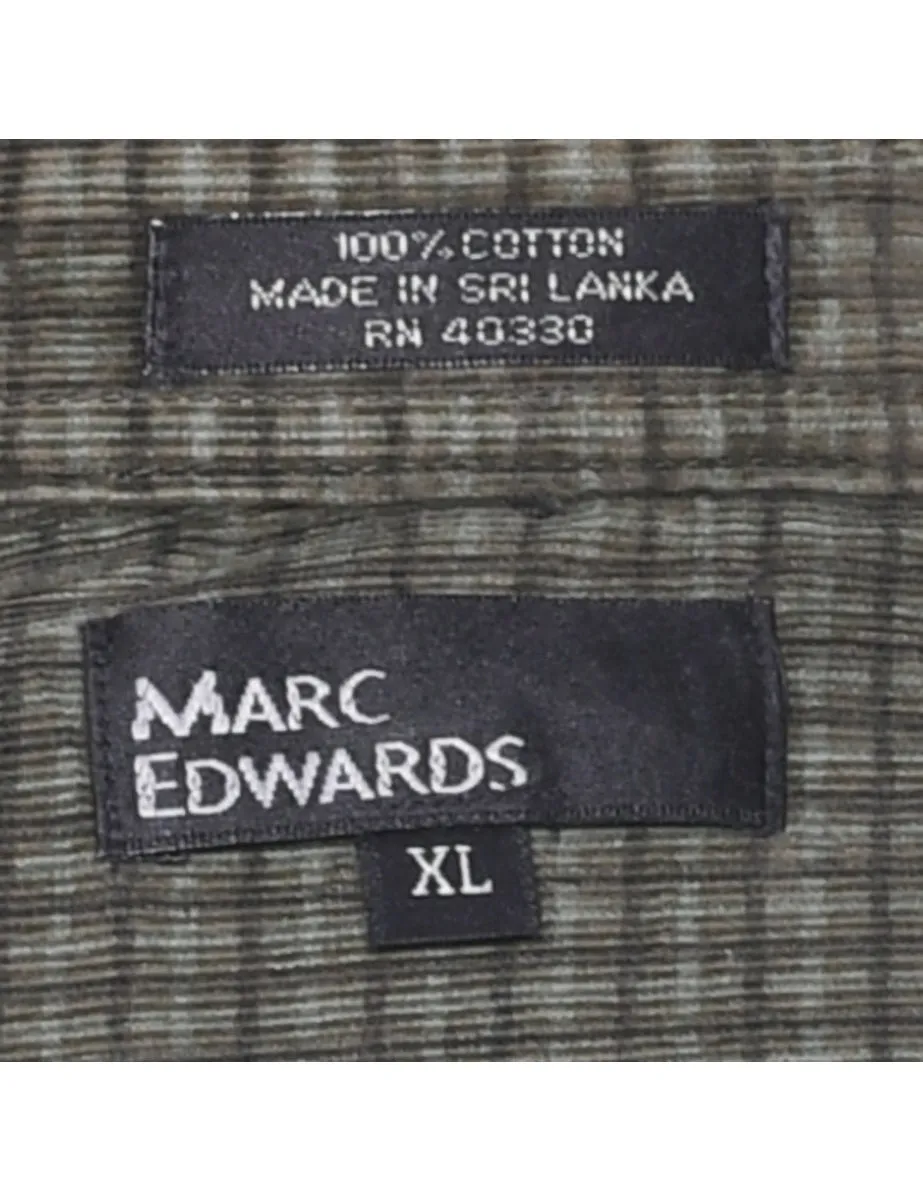 100% COTTON
MADE IN SRI LANKA
RN 40330
MARC
EDWARDS
XL